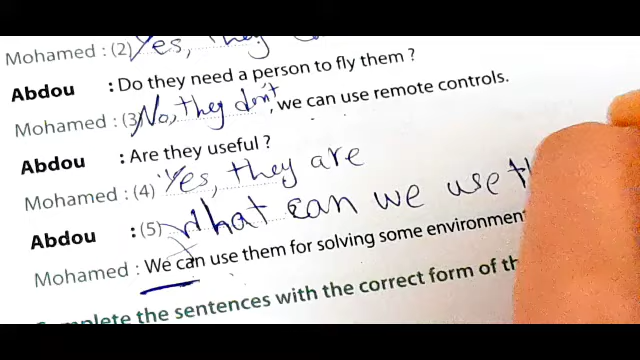 Mohamed : (2) Yes, They
Abdou : Do they need a person to fly them ?
Mohamed : (3) No, they don't, we can use remote controls.
Abdou : Are they useful ?
Mohamed : (4) Yes, they are
Abdou : (5) What can we use
Mohamed : We can use them for solving some environment
Complete the sentences with the correct form of th